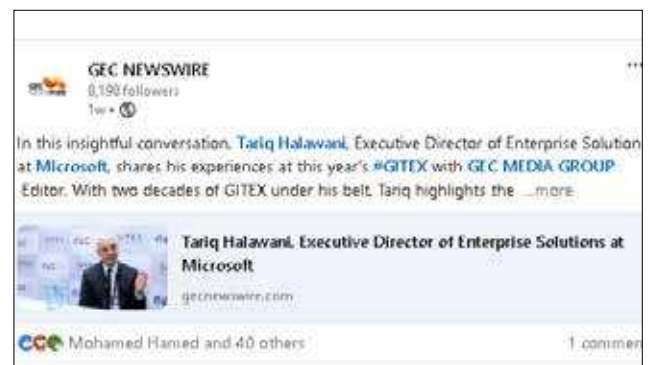 GEC NEWSWIRE
8,198 followers
1w •
In this insightful conversation, Tariq Halawani, Executive Director of Enterprise Solution
at Microsoft, shares his experiences at this year's #GITEX with GEC MEDIA GROUP
Editor. With two decades of GITEX under his belt, Tariq highlights the ...more
Tariq Halawani, Executive Director of Enterprise Solutions at
Microsoft
gecnewswire.com
Mohamed Hamed and 40 others
1 commen